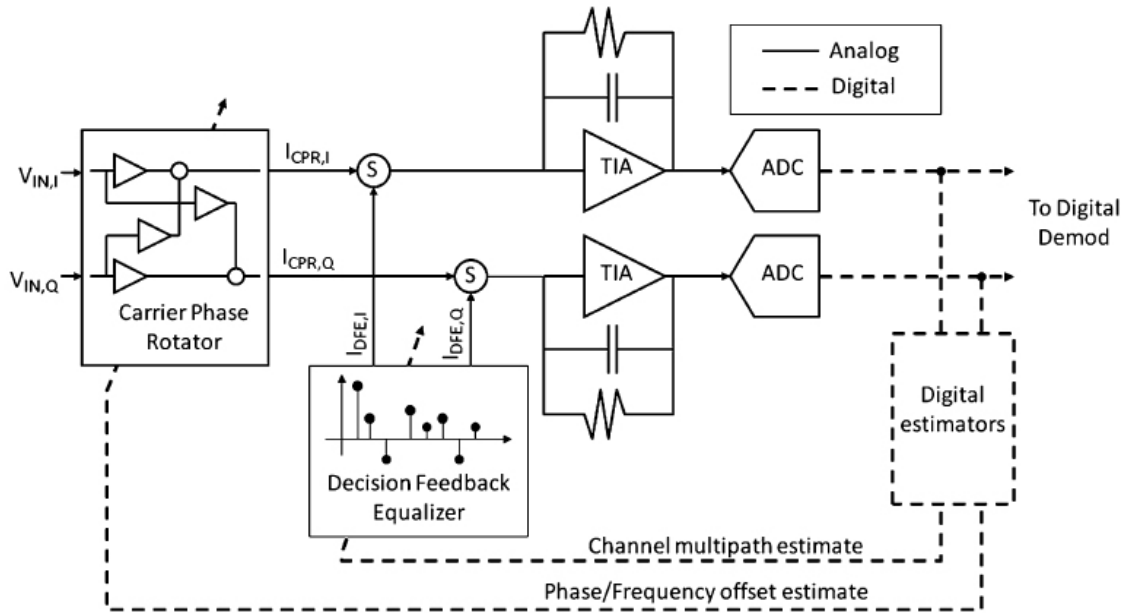 Analog
Digital
V_IN,I
I_CPR,I
S
TIA
ADC
To Digital
Demod
V_IN,Q
I_CPR,Q
S
TIA
ADC
Carrier Phase
Rotator
I_DFE,I
I_DFE,Q
Digital
estimators
Decision Feedback
Equalizer
Channel multipath estimate
Phase/Frequency offset estimate